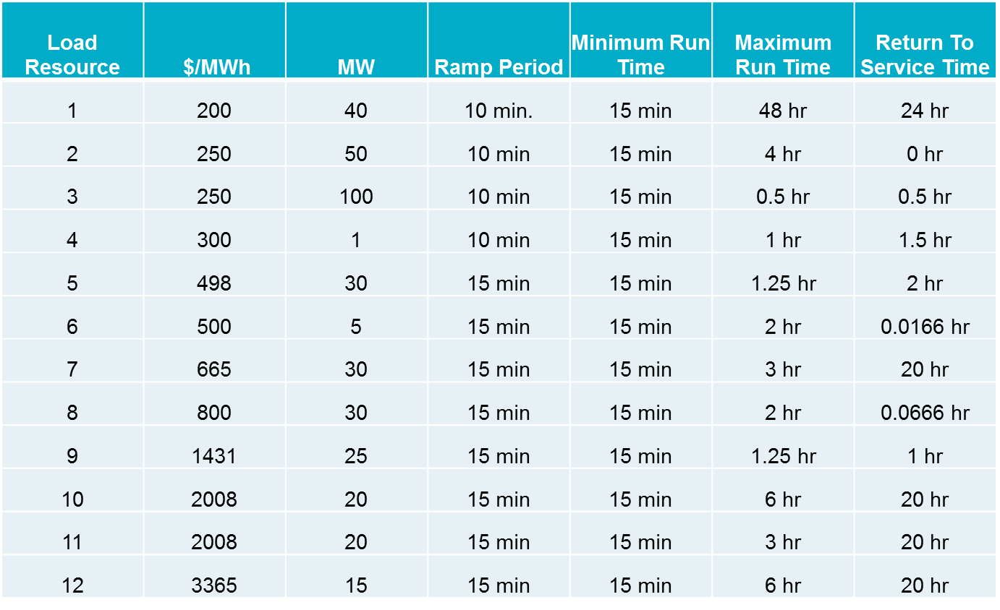 Load Resource $/MWh MW Ramp Period Minimum Run Time Maximum Run Time Return To Service Time
1 200 40 10 min. 15 min 48 hr 24 hr
2 250 50 10 min 15 min 4 hr 0 hr
3 250 100 10 min 15 min 0.5 hr 0.5 hr
4 300 1 10 min 15 min 1 hr 1.5 hr
5 498 30 15 min 15 min 1.25 hr 2 hr
6 500 5 15 min 15 min 2 hr 0.0166 hr
7 665 30 15 min 15 min 3 hr 20 hr
8 800 30 15 min 15 min 2 hr 0.0666 hr
9 1431 25 15 min 15 min 1.25 hr 1 hr
10 2008 20 15 min 15 min 6 hr 20 hr
11 2008 20 15 min 15 min 3 hr 20 hr
12 3365 15 15 min 15 min 6 hr 20 hr